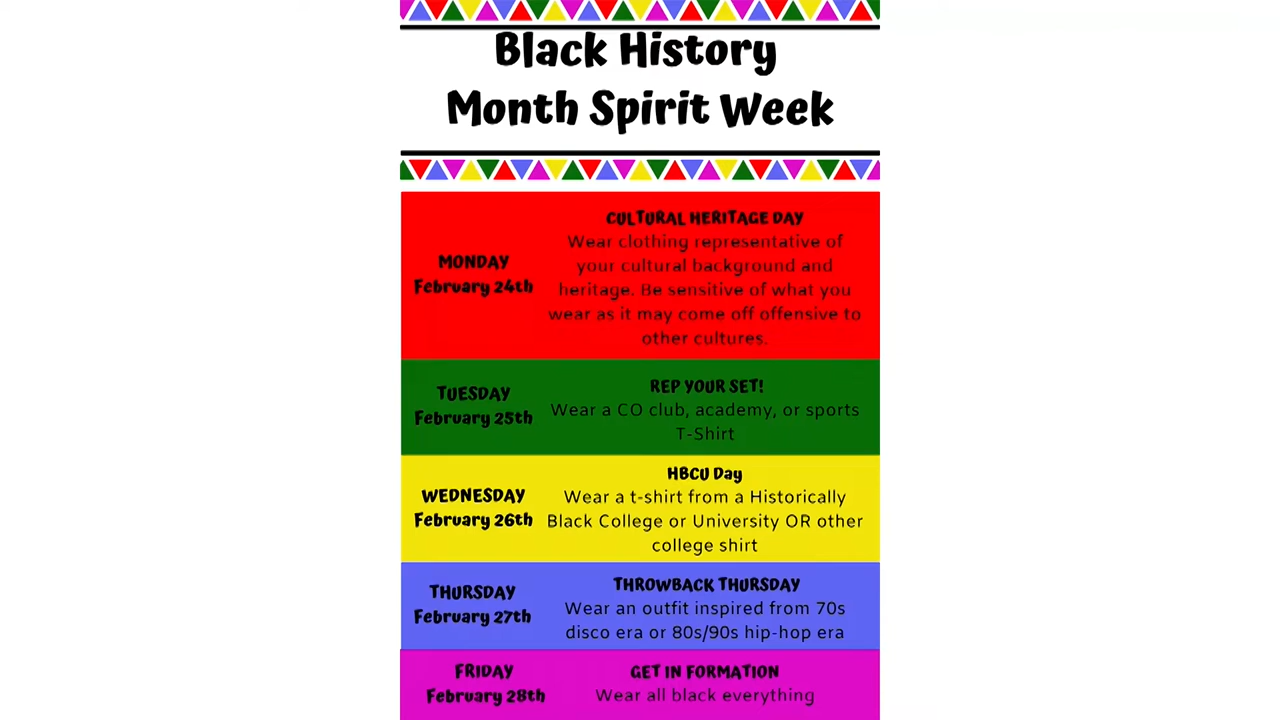 Black History
Month Spirit Week
MONDAY
February 24th
CULTURAL HERITAGE DAY
Wear clothing representative of
your cultural background and
heritage. Be sensitive of what you
wear as it may come off offensive to
other cultures.
TUESDAY
February 25th
REP YOUR SET!
Wear a CO club, academy, or sports
T-Shirt
WEDNESDAY
February 26th
HBCU Day
Wear a t-shirt from a Historically
Black College or University OR other
college shirt
THURSDAY
February 27th
THROWBACK THURSDAY
Wear an outfit inspired from 70s
disco era or 80s/90s hip-hop era
FRIDAY
February 28th
GET IN FORMATION
Wear all black everything